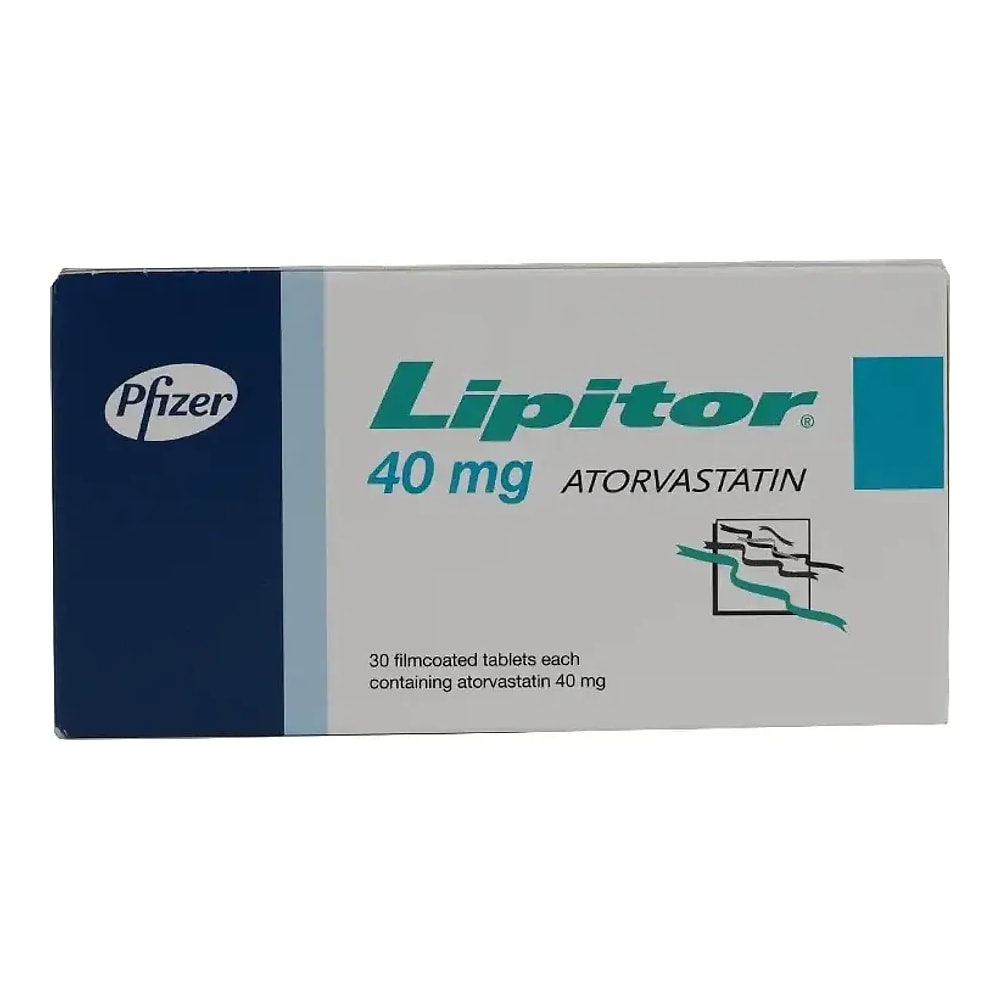 Pfizer
Lipitor®
40 mg ATORVASTATIN
30 filmcoated tablets each
containing atorvastatin 40 mg